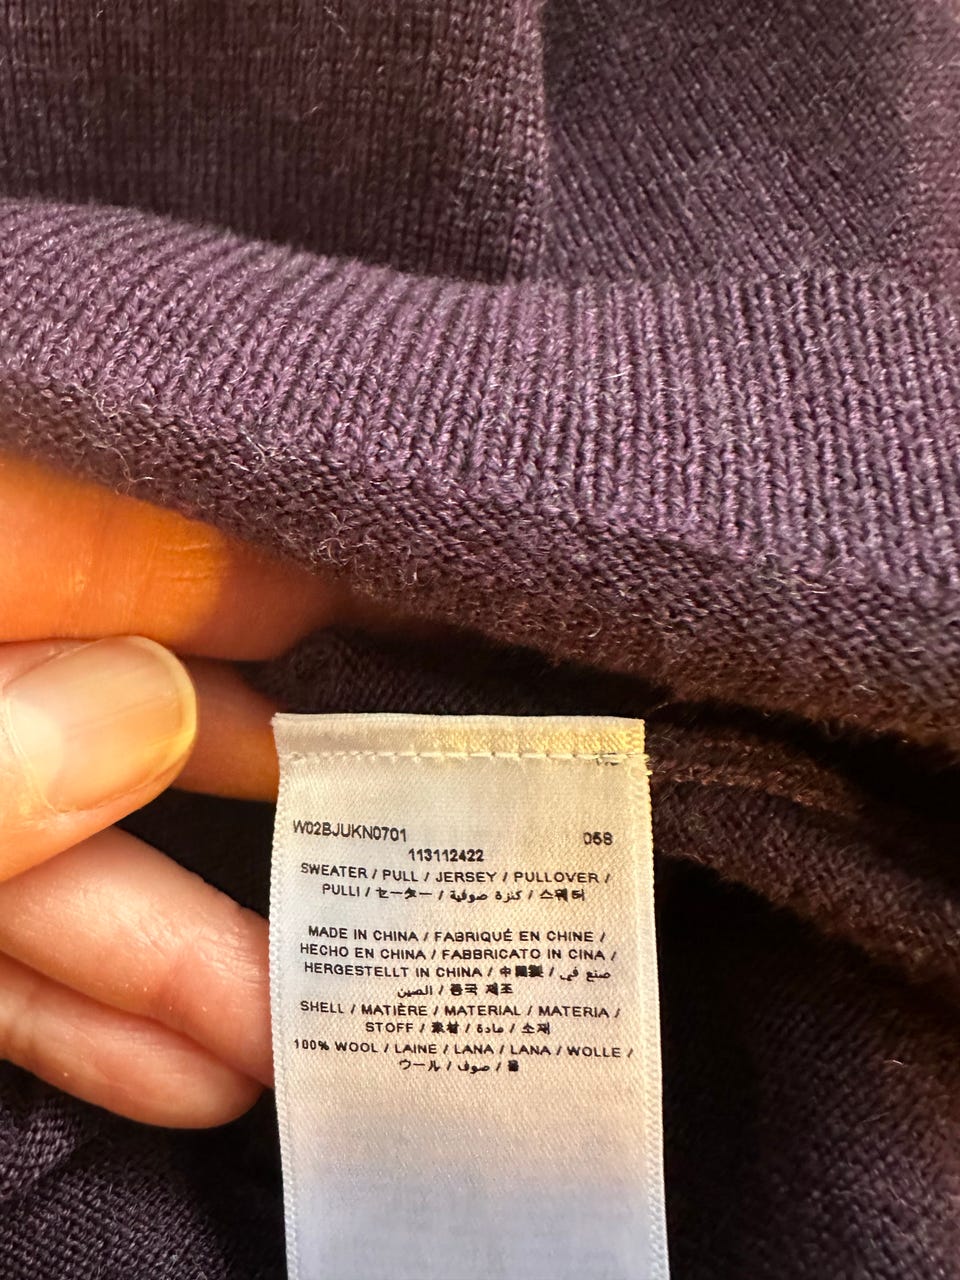 W02BJUKN0701 068
113112422
SWEATER / PULL / JERSEY / PULLOVER /
PULLI / セーター / كنزة صوفية / 스웨터
MADE IN CHINA / FABRIQUÉ EN CHINE /
HECHO EN CHINA / FABBRICATO IN CINA /
HERGESTELLT IN CHINA / 中國製 / صنع في
الصين / 중국 제조
SHELL / MATIÈRE / MATERIAL / MATERIA /
STOFF / 素材 / مادة / 소재
100% WOOL / LAINE / LANA / LANA / WOLLE /
ウール / صوف / 울